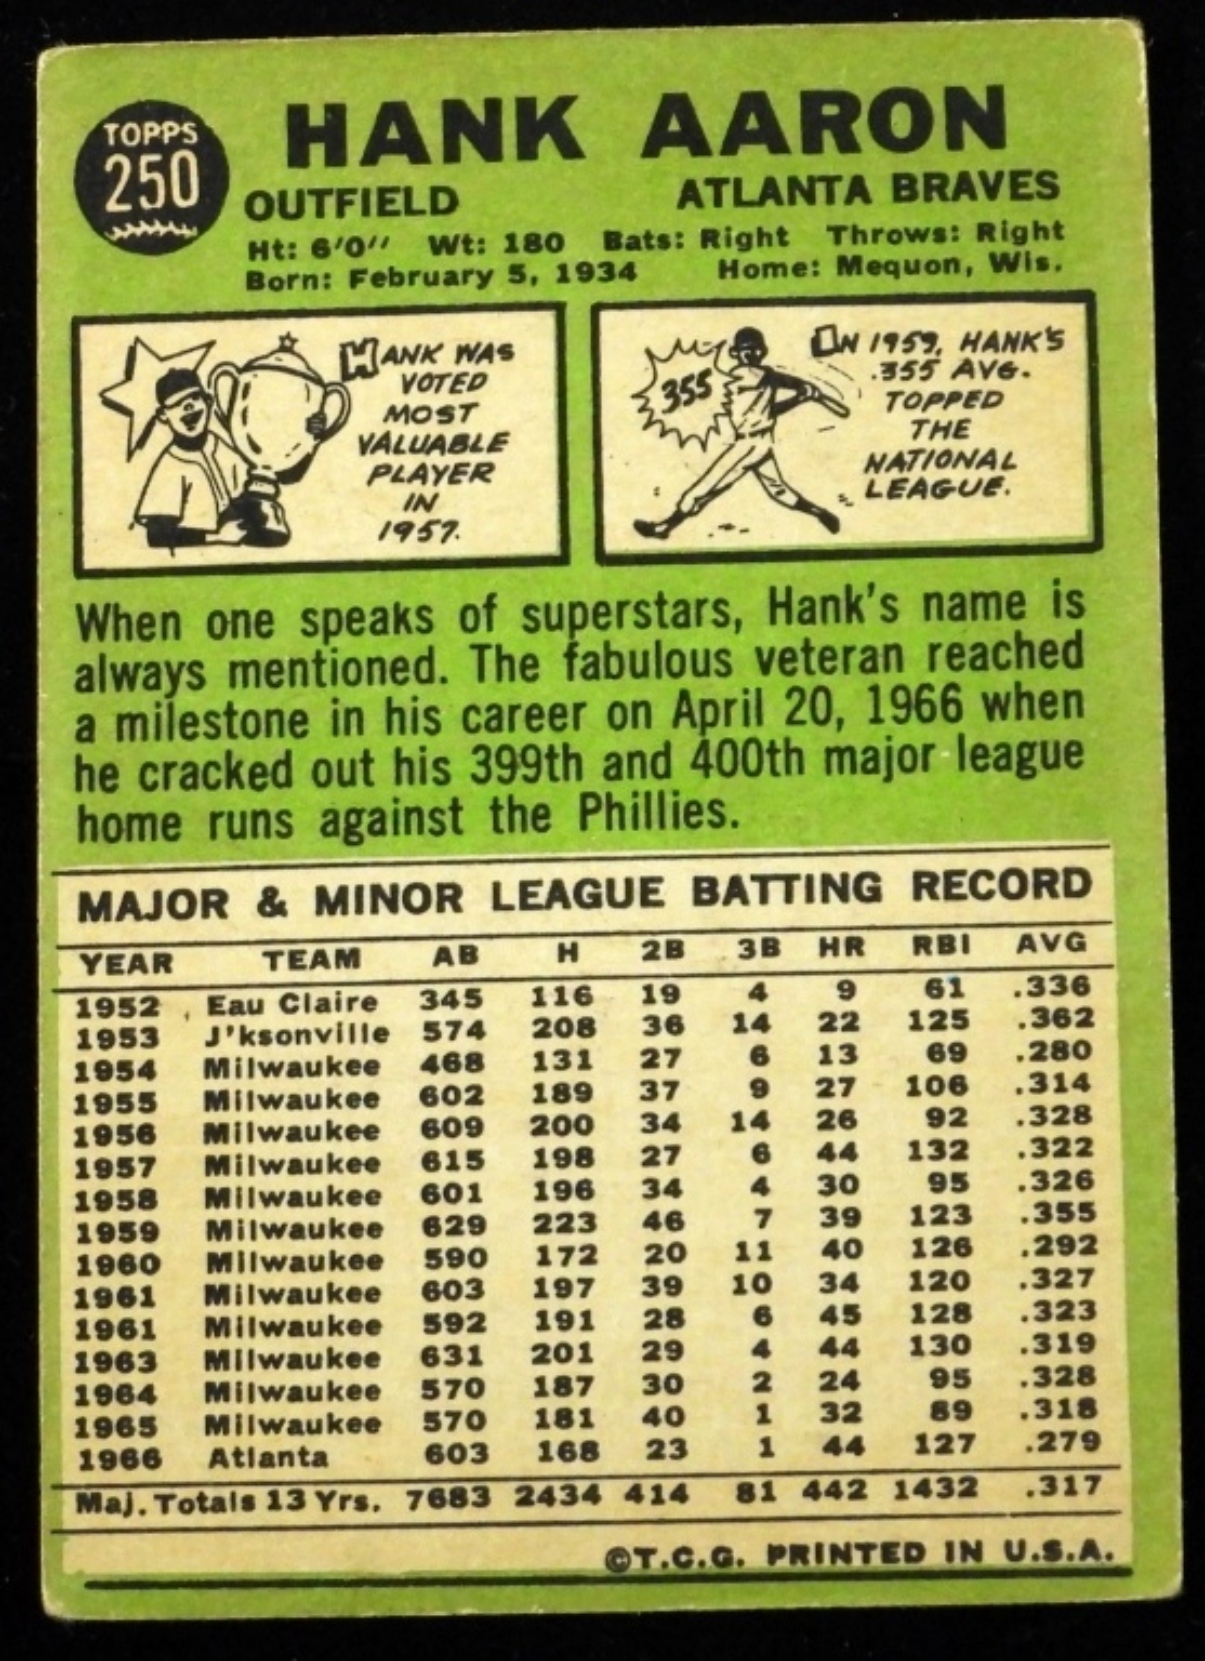 TOPPS
250
HANK AARON
OUTFIELD ATLANTA BRAVES
Ht: 6'0" Wt: 180 Bats: Right Throws: Right
Born: February 5, 1934 Home: Mequon, Wis.
HANK WAS
VOTED
MOST
VALUABLE
PLAYER
IN
1957.
355
IN 1959, HANK'S
.355 AVG.
TOPPED
THE
NATIONAL
LEAGUE.
When one speaks of superstars, Hank's name is
always mentioned. The fabulous veteran reached
a milestone in his career on April 20, 1966 when
he cracked out his 399th and 400th major league
home runs against the Phillies.
MAJOR & MINOR LEAGUE BATTING RECORD
YEAR TEAM AB H 2B 3B HR RBI AVG
1952 Eau Claire 345 116 19 4 9 61 .336
1953 J'ksonville 574 208 36 14 22 125 .362
1954 Milwaukee 468 131 27 6 13 69 .280
1955 Milwaukee 602 189 37 9 27 106 .314
1956 Milwaukee 609 200 34 14 26 92 .328
1957 Milwaukee 615 198 27 6 44 132 .322
1958 Milwaukee 601 196 34 4 30 95 .326
1959 Milwaukee 629 223 46 7 39 123 .355
1960 Milwaukee 590 172 20 11 40 126 .292
1961 Milwaukee 603 197 39 10 34 120 .327
1961 Milwaukee 592 191 28 6 45 128 .323
1963 Milwaukee 631 201 29 4 44 130 .319
1964 Milwaukee 570 187 30 2 24 95 .328
1965 Milwaukee 570 181 40 1 32 89 .318
1966 Atlanta 603 168 23 1 44 127 .279
Maj. Totals 13 Yrs. 7683 2434 414 81 442 1432 .317
©T.C.G. PRINTED IN U.S.A.